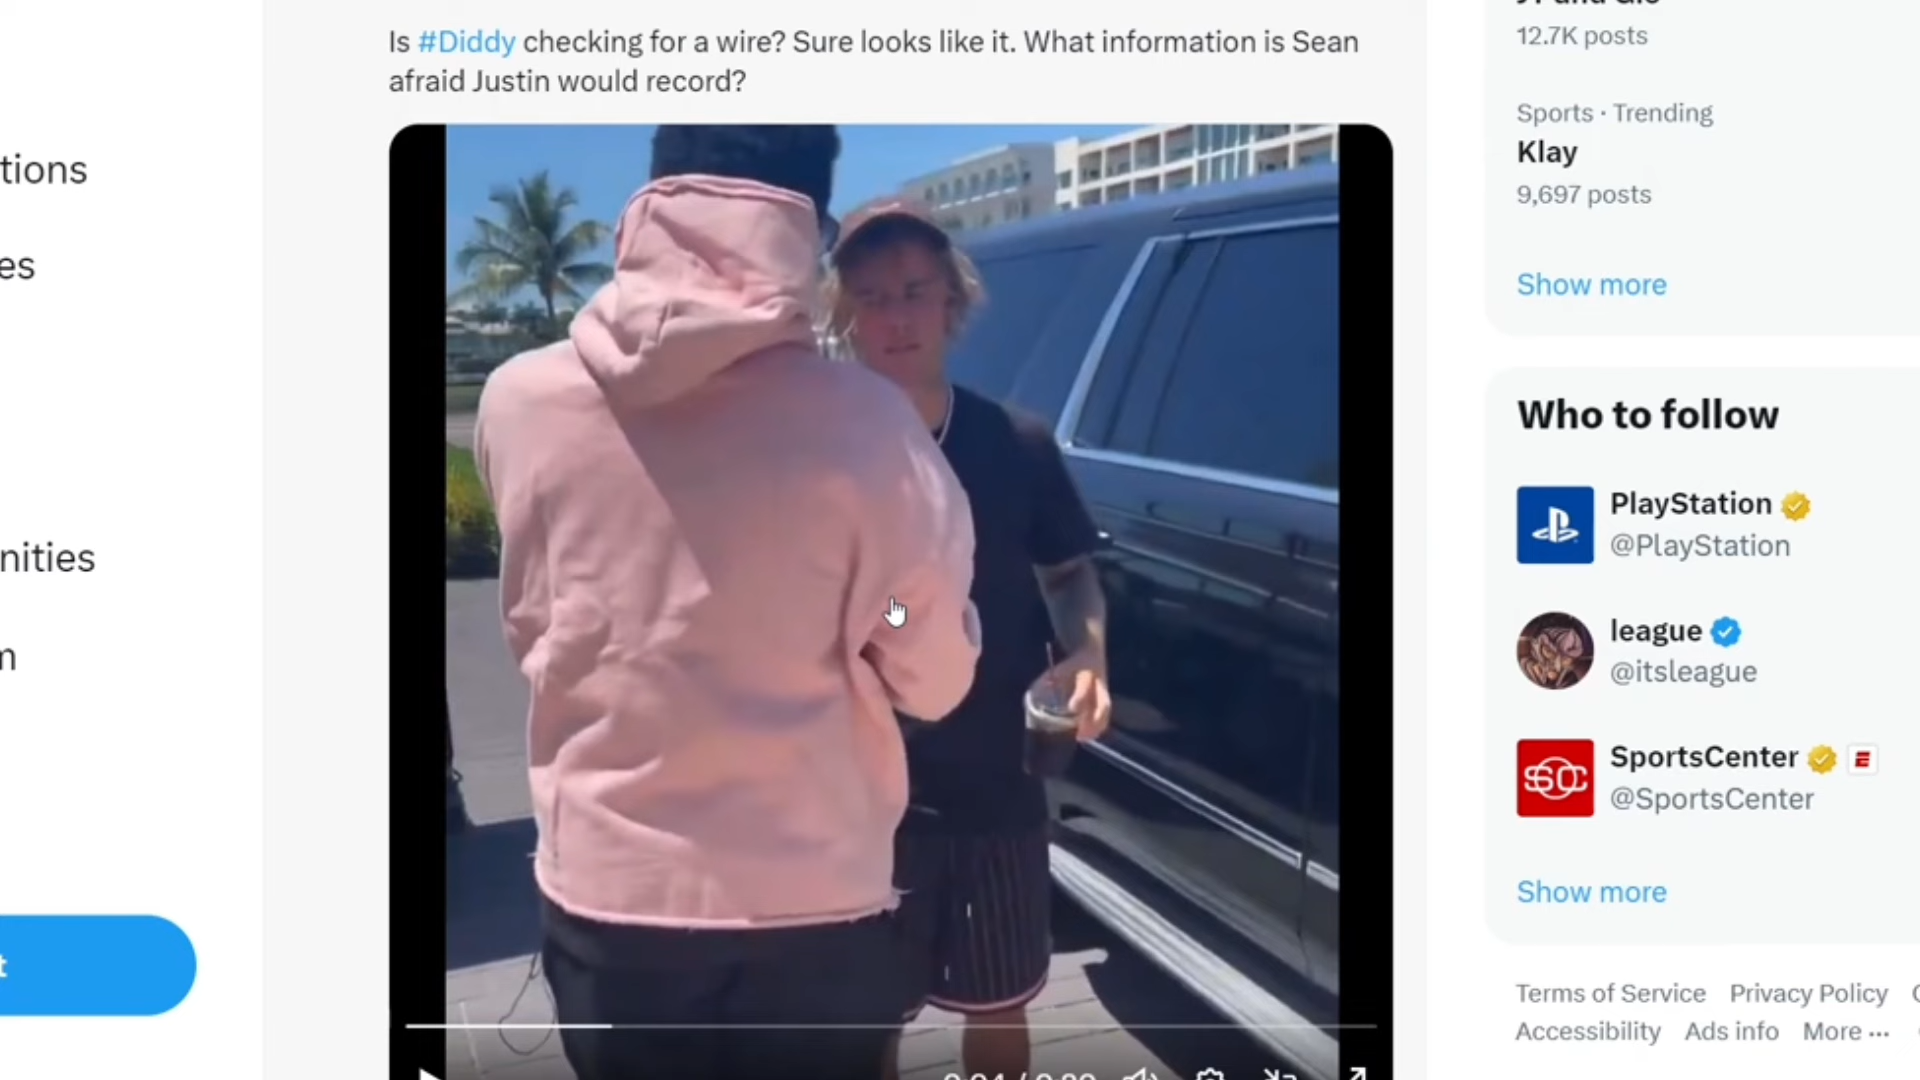 Is #Diddy checking for a wire? Sure looks like it. What information is Sean
afraid Justin would record?
12.7K posts
Sports · Trending
Klay
9,697 posts
Show more
Who to follow
PlayStation
@PlayStation
league
@itsleague
SC
SportsCenter
@SportsCenter
Show more
Terms of Service Privacy Policy
Accessibility Ads info More ...
tions
es
nities
m
t